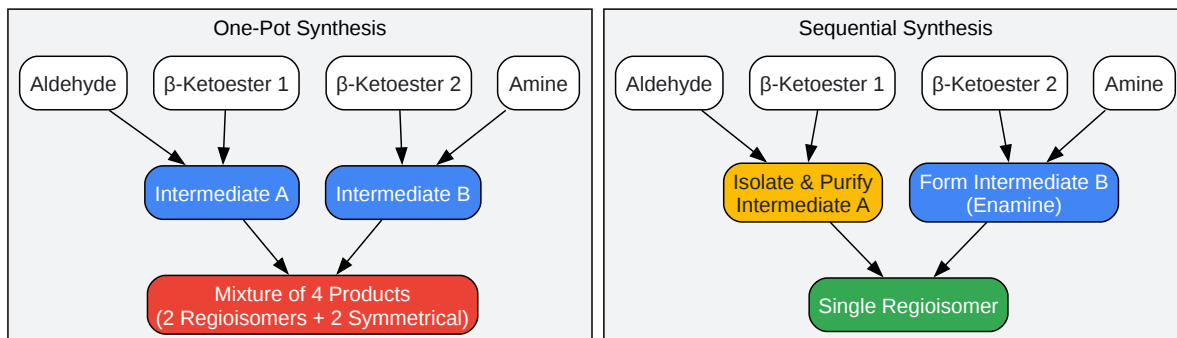 One-Pot Synthesis
Aldehyde
β-Ketoester 1
β-Ketoester 2
Amine
Intermediate A
Intermediate B
Mixture of 4 Products
(2 Regioisomers + 2 Symmetrical)
Sequential Synthesis
Aldehyde
β-Ketoester 1
β-Ketoester 2
Amine
Isolate & Purify
Intermediate A
Form Intermediate B
(Enamine)
Single Regioisomer